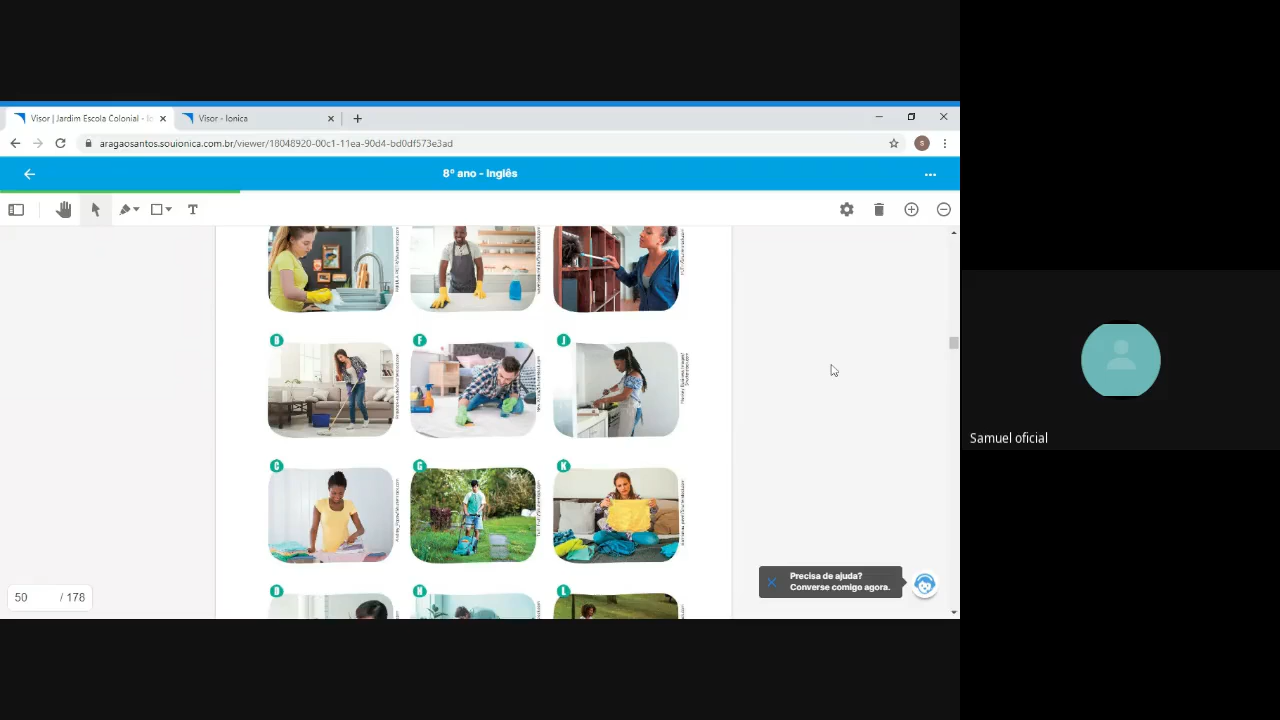 Visor | Jardim Escola Colonial - Io
Visor - Ionica
aragaosantos.souionica.com.br/viewer/18048920-00c1-11ea-90d4-bd0df573e3ad
S
8º ano - Inglês
T
B
F
J
C
G
K
D
H
L
50 / 178
Precisa de ajuda?
Converse comigo agora.
Samuel oficial